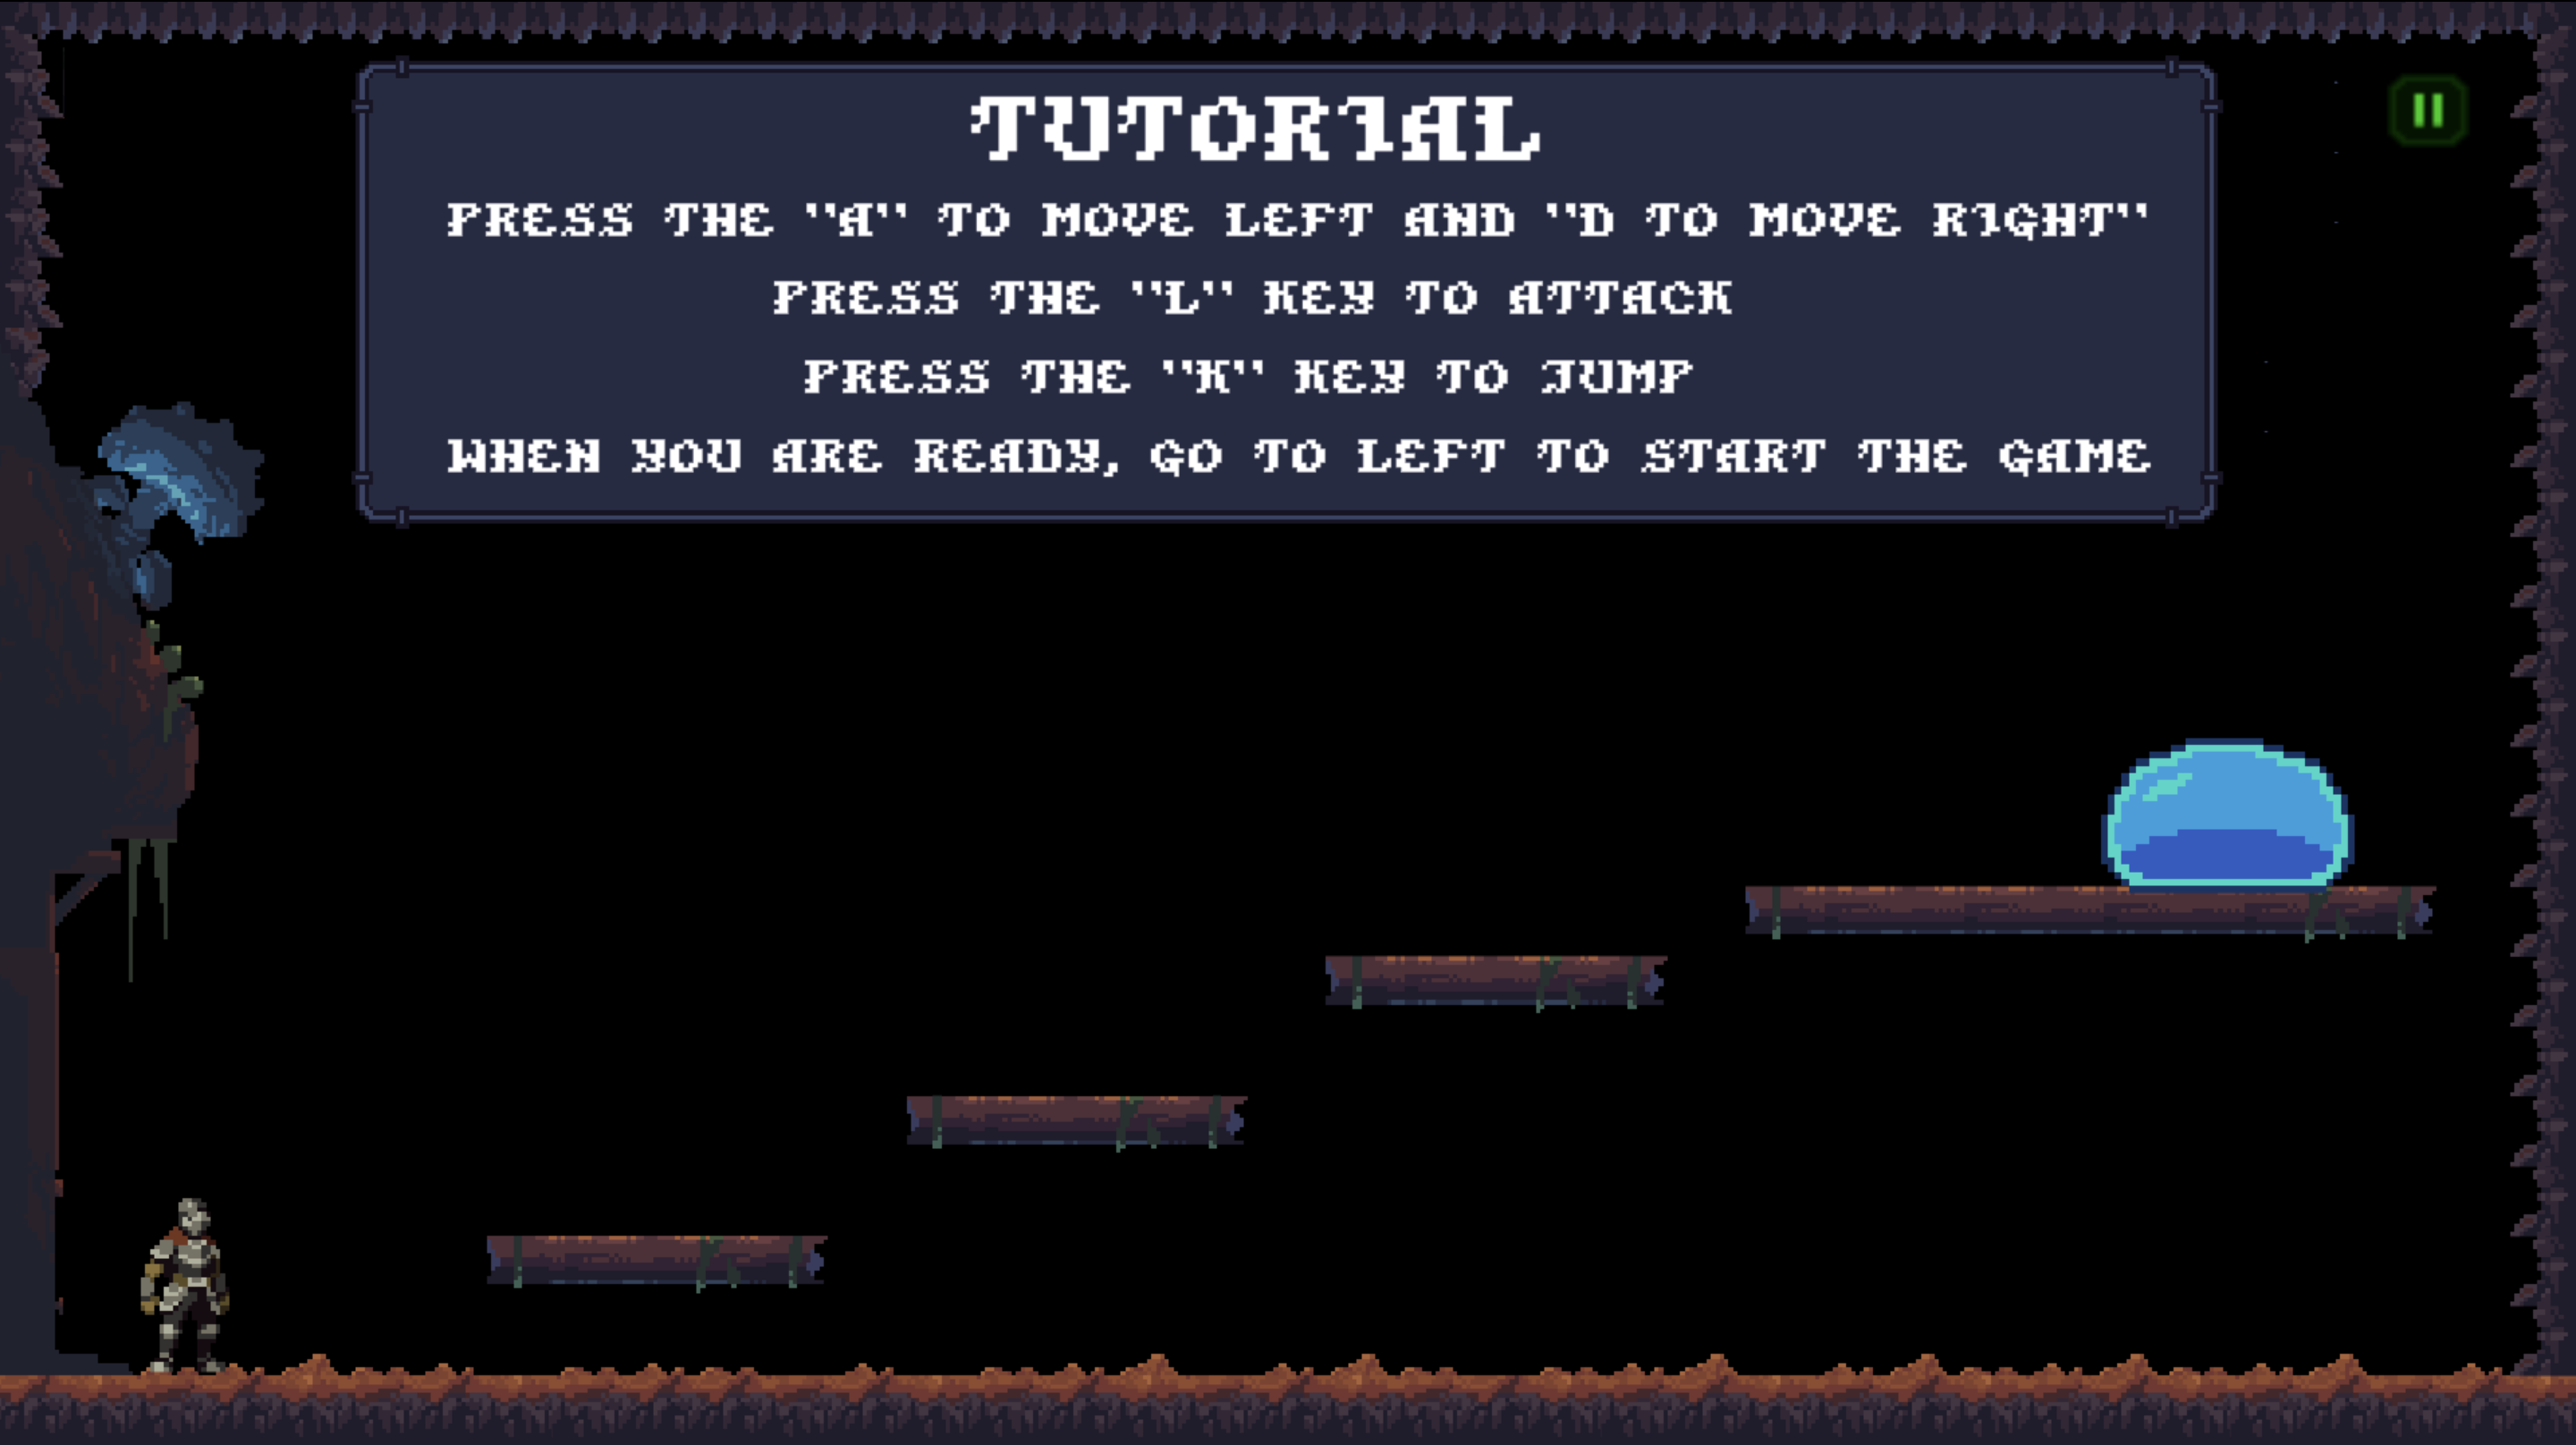 TUTORIAL
PRESS THE "A" TO MOVE LEFT AND "D TO MOVE RIGHT"
PRESS THE "L" KEY TO ATTACK
PRESS THE "K" KEY TO JUMP
WHEN YOU ARE READY, GO TO LEFT TO START THE GAME